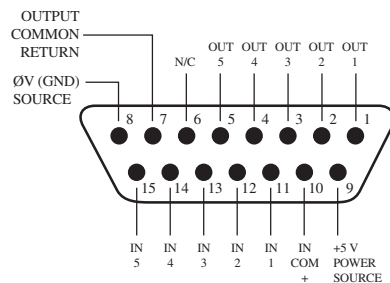 OUTPUT
COMMON
RETURN
ØV (GND)
SOURCE
N/C
OUT OUT OUT OUT OUT
5 4 3 2 1
8 7 6 5 4 3 2 1
15 14 13 12 11 10 9
IN IN IN IN IN IN +5 V
5 4 3 2 1 COM POWER
+ SOURCE